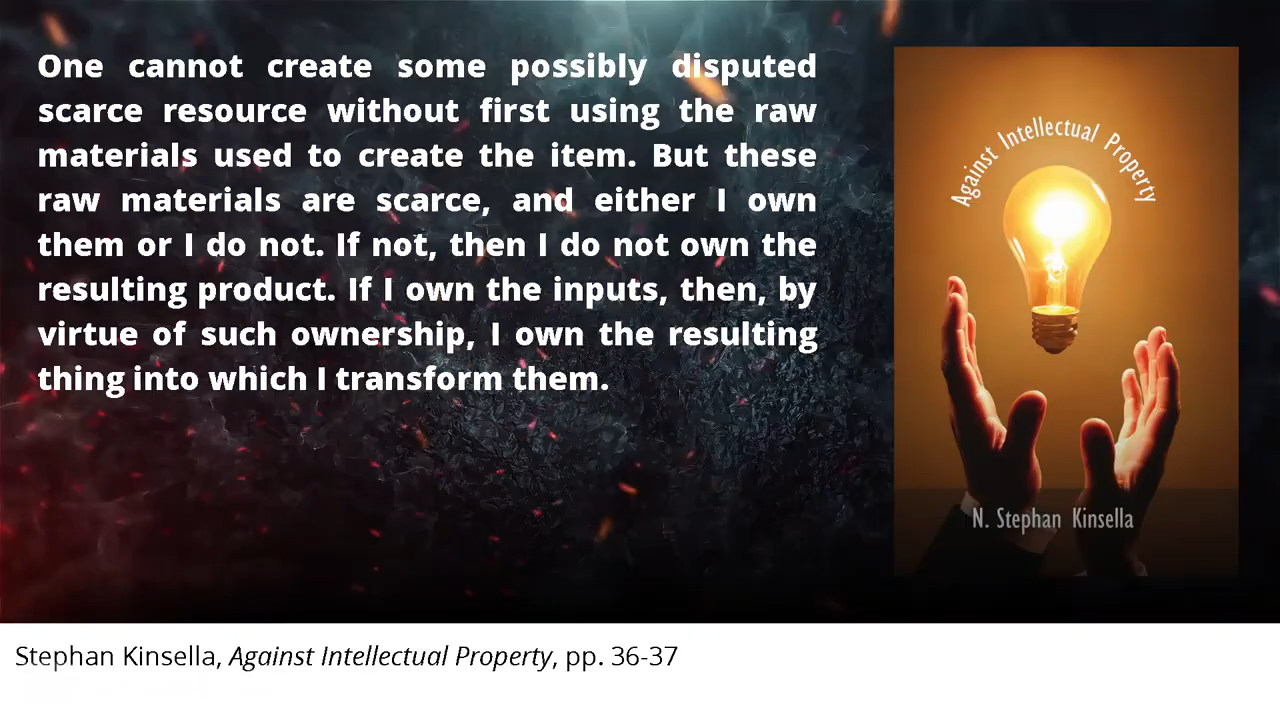 One cannot create some possibly disputed
scarce resource without first using the raw
materials used to create the item. But these
raw materials are scarce, and either I own
them or I do not. If not, then I do not own the
resulting product. If I own the inputs, then, by
virtue of such ownership, I own the resulting
thing into which I transform them.
Against Intellectual Property
N. Stephan Kinsella
Stephan Kinsella, Against Intellectual Property, pp. 36-37